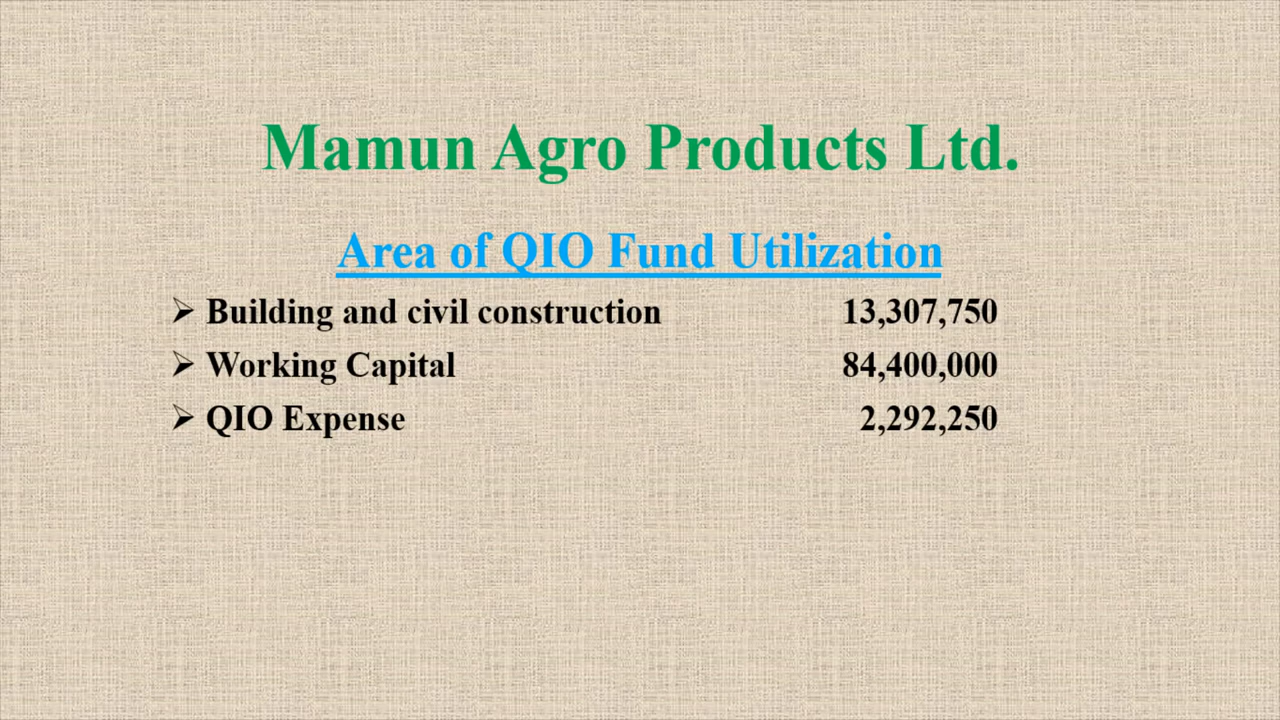 Mamun Agro Products Ltd.
Area of QIO Fund Utilization
➢ Building and civil construction 13,307,750
➢ Working Capital 84,400,000
➢ QIO Expense 2,292,250